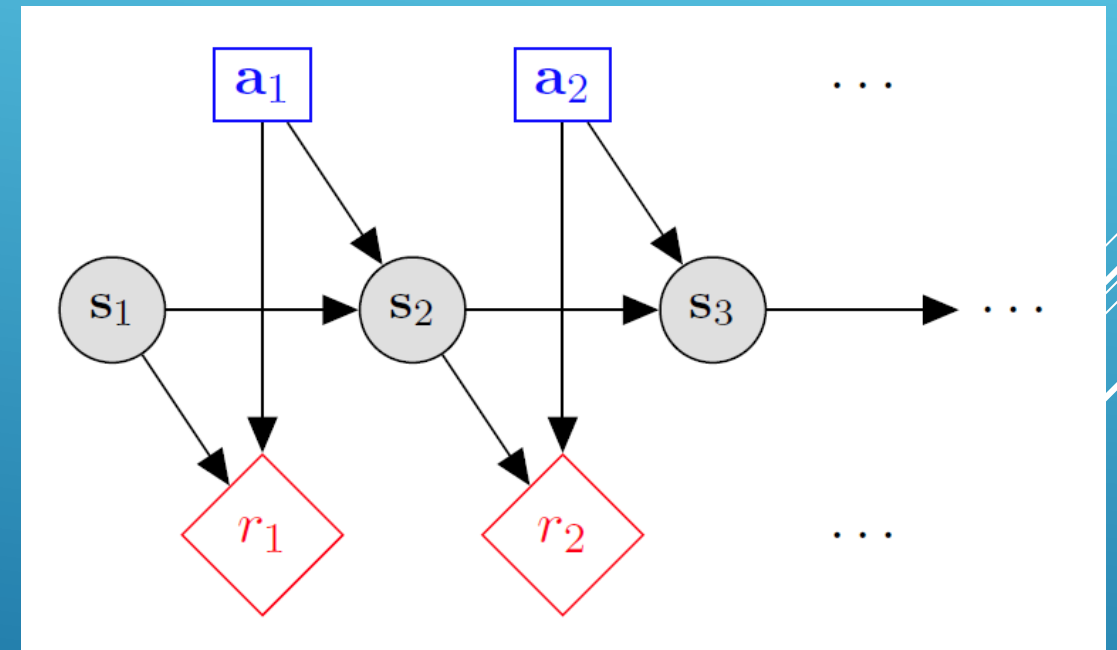 a₁ a₂ ...
s₁ s₂ s₃ ...
r₁ r₂ ...